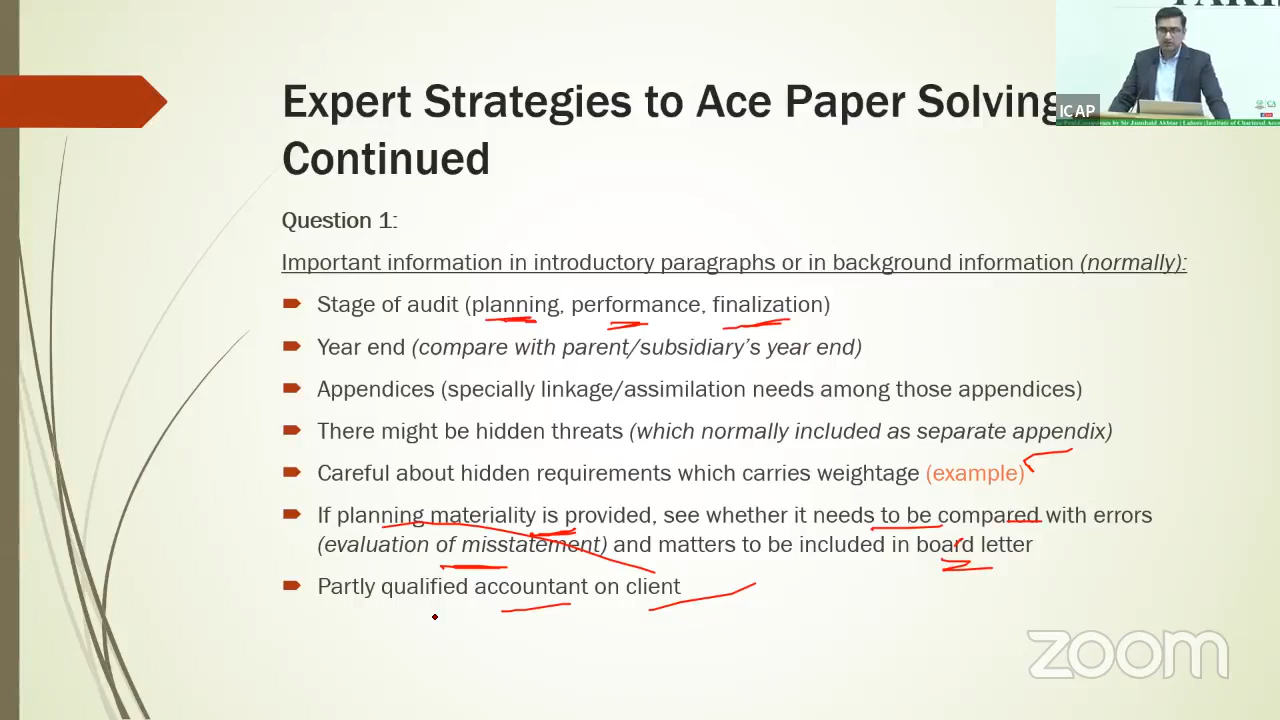 Expert Strategies to Ace Paper Solving
Continued
ICAP
Question 1:
Important information in introductory paragraphs or in background information (normally):
Stage of audit (planning, performance, finalization)
Year end (compare with parent/subsidiary's year end)
Appendices (specially linkage/assimilation needs among those appendices)
There might be hidden threats (which normally included as separate appendix)
Careful about hidden requirements which carries weightage (example)
If planning materiality is provided, see whether it needs to be compared with errors
(evaluation of misstatement) and matters to be included in board letter
Partly qualified accountant on client
zoom